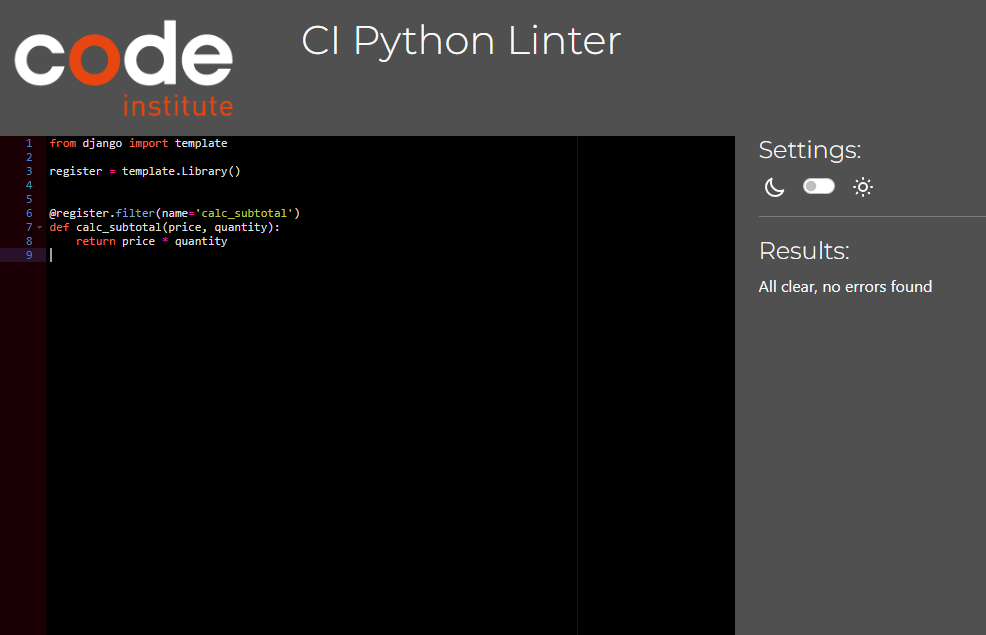 code
institute
CI Python Linter
1 from django import template
2
3 register = template.Library()
4
5
6 @register.filter(name='calc_subtotal')
7 def calc_subtotal(price, quantity):
8     return price * quantity
9
Settings:
Results:
All clear, no errors found